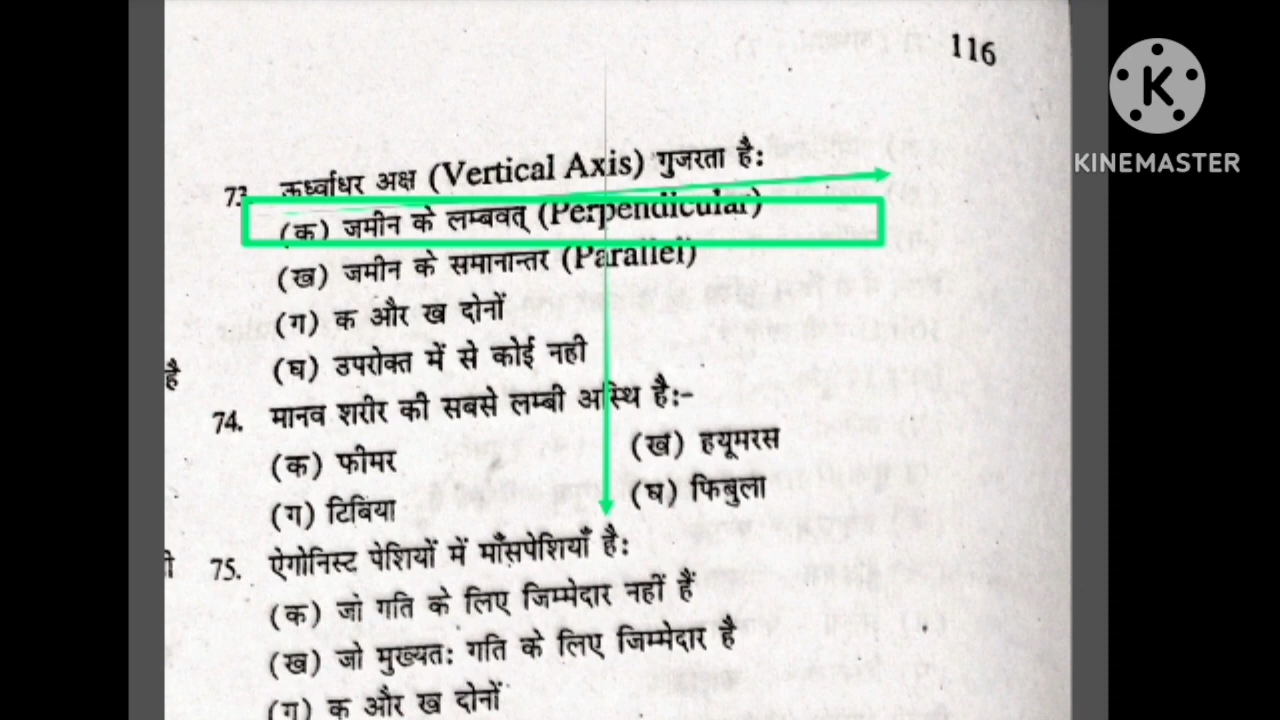 116
KINEMASTER
73. ऊर्ध्वाधर अक्ष (Vertical Axis) गुजरता है:
(क) जमीन के लम्बवत् (Perpendicular)
(ख) जमीन के समानान्तर (Parallel)
(ग) क और ख दोनों
(घ) उपरोक्त में से कोई नही
है
74. मानव शरीर की सबसे लम्बी अस्थि है:-
(क) फीमर (ख) हयूमरस
(ग) टिबिया (घ) फिबुला
75. ऐगोनिस्ट पेशियों में माँसपेशियाँ है:
(क) जो गति के लिए जिम्मेदार नहीं हैं
(ख) जो मुख्यत: गति के लिए जिम्मेदार है
(ग) क और ख दोनों